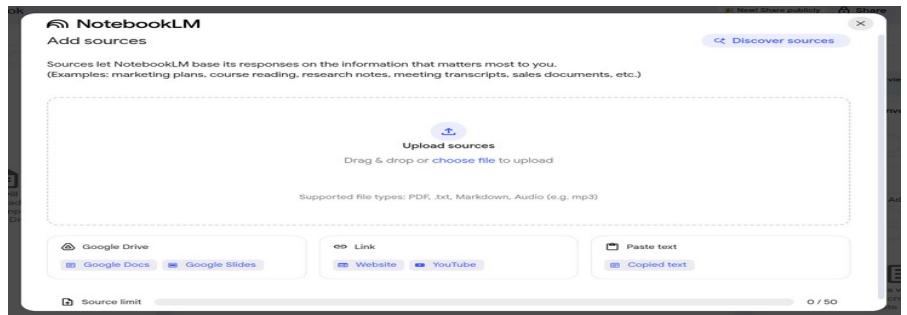 New! Share publicly
Share
NotebookLM
Add sources
Discover sources
Sources let NotebookLM base its responses on the information that matters most to you.
(Examples: marketing plans, course reading, research notes, meeting transcripts, sales documents, etc.)
Upload sources
Drag & drop or choose file to upload
Supported file types: PDF, .txt, Markdown, Audio (e.g. mp3)
Google Drive
Google Docs Google Slides
Link
Website YouTube
Paste text
Copied text
Source limit 0 / 50